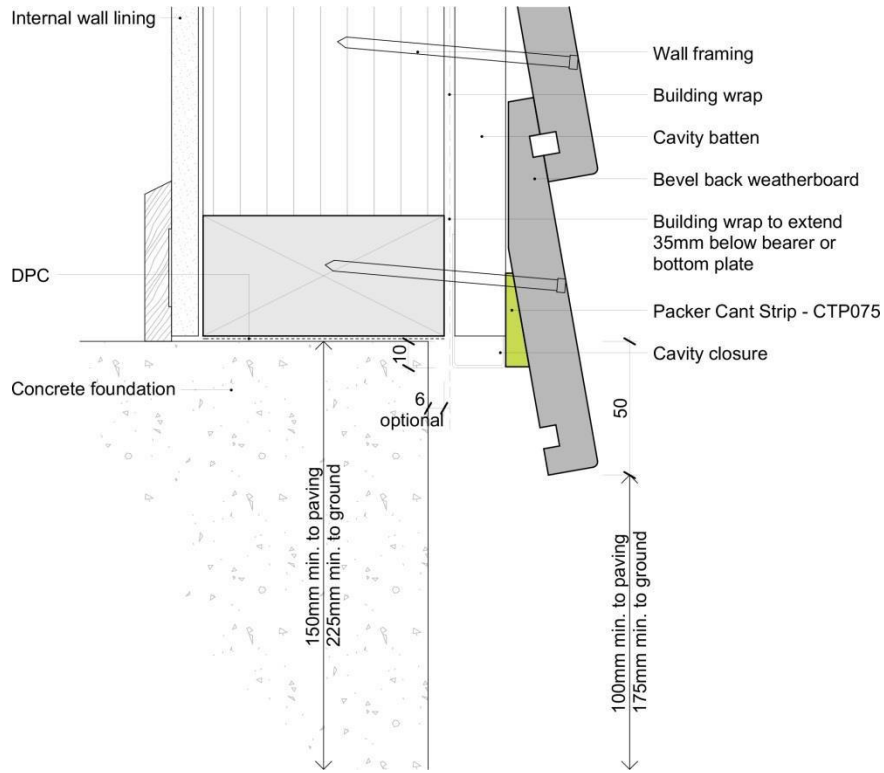 Internal wall lining
Wall framing
Building wrap
Cavity batten
Bevel back weatherboard
Building wrap to extend
35mm below bearer or
bottom plate
DPC
Packer Cant Strip - CTP075
Cavity closure
10
Concrete foundation
6
optional
50
150mm min. to paving
225mm min. to ground
100mm min. to paving
175mm min. to ground